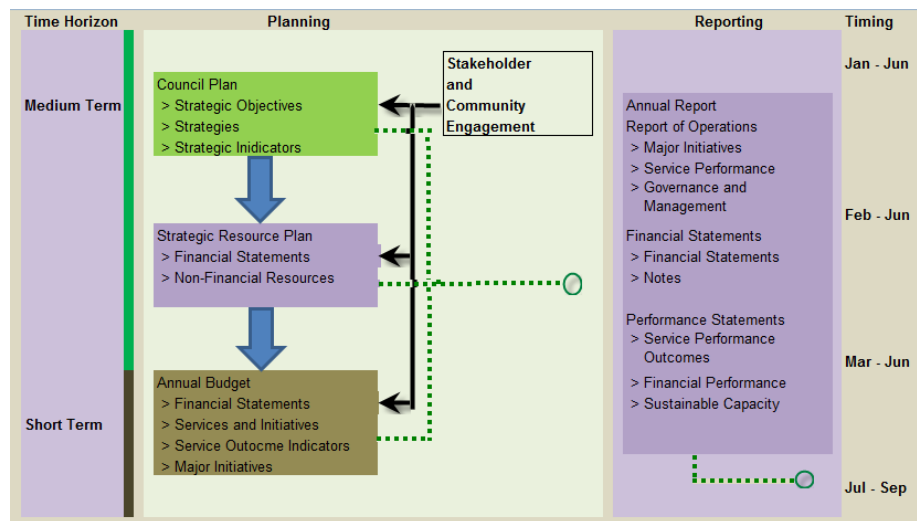 Time Horizon
Planning
Reporting
Timing
Medium Term
Short Term
Council Plan
> Strategic Objectives
> Strategies
> Strategic Inidicators
Stakeholder
and
Community
Engagement
Strategic Resource Plan
> Financial Statements
> Non-Financial Resources
Annual Budget
> Financial Statements
> Services and Initiatives
> Service Outocme Indicators
> Major Initiatives
Annual Report
Report of Operations
> Major Initiatives
> Service Performance
> Governance and
Management
Financial Statements
> Financial Statements
> Notes
Performance Statements
> Service Performance
Outcomes
> Financial Performance
> Sustainable Capacity
Jan - Jun
Feb - Jun
Mar - Jun
Jul - Sep